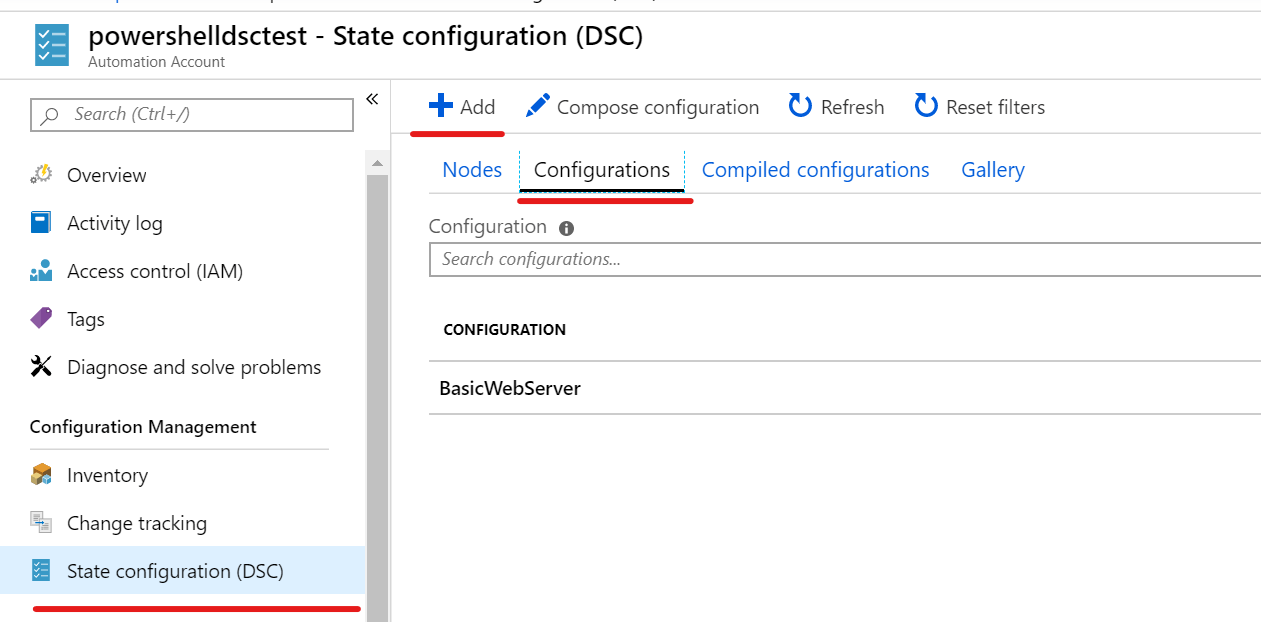 powershelldsctest - State configuration (DSC)
Automation Account
Search (Ctrl+/)
«
Overview
Activity log
Access control (IAM)
Tags
Diagnose and solve problems
Configuration Management
Inventory
Change tracking
State configuration (DSC)
Add Compose configuration Refresh Reset filters
Nodes Configurations Compiled configurations Gallery
Configuration
Search configurations...
CONFIGURATION
BasicWebServer